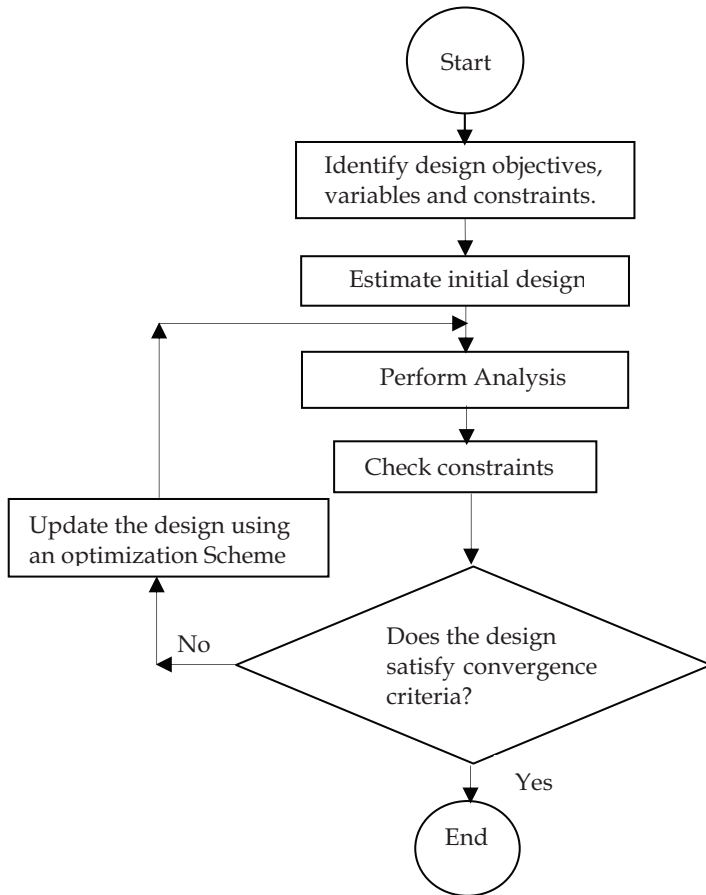 Start
Identify design objectives,
variables and constraints.
Estimate initial design
Perform Analysis
Check constraints
Update the design using
an optimization Scheme
No
Does the design
satisfy convergence
criteria?
Yes
End